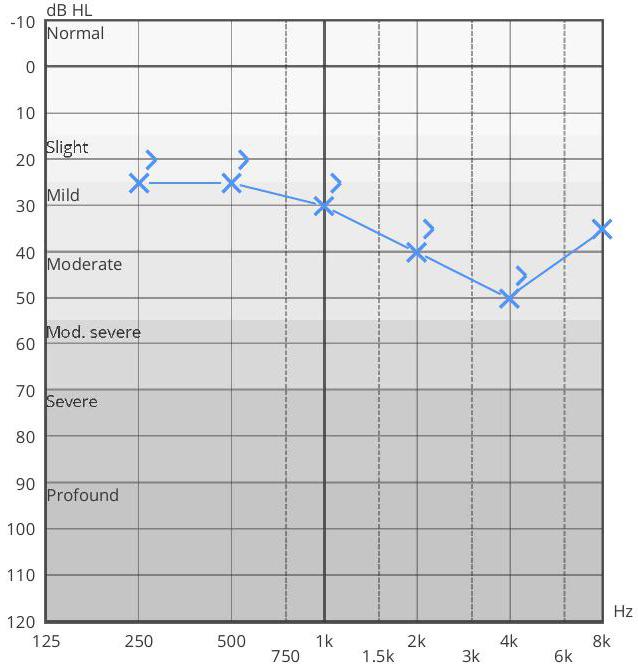 dB HL
-10
Normal
0
10
Slight
20
Mild
30
40
Moderate
50
Mod. severe
60
70
Severe
80
90
Profound
100
110
120
Hz
125 250 500 1k 2k 4k 8k
750 1.5k 3k 6k